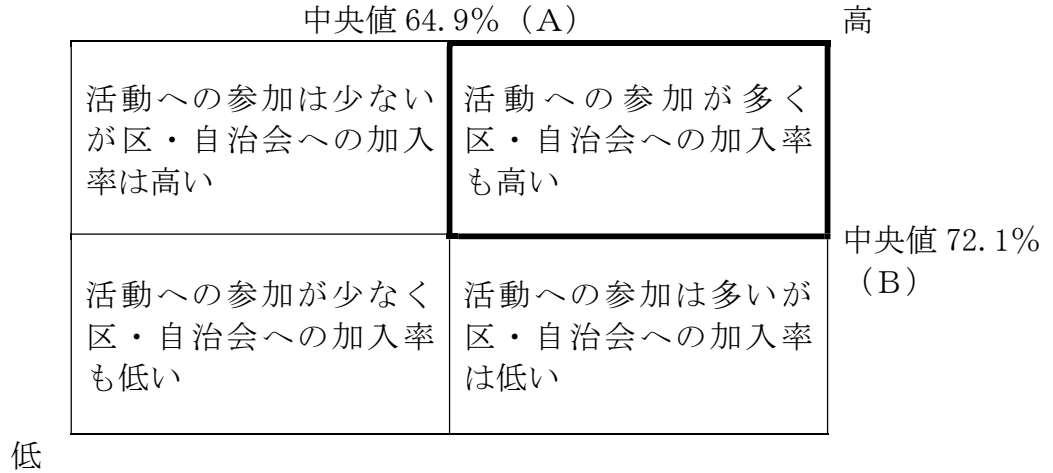 中央値 64.9%（A）
高
活動への参加は少ない
が区・自治会への加入
率は高い
活動への参加が多く
区・自治会への加入率
も高い
中央値 72.1%
（B）
活動への参加が少なく
区・自治会への加入率
も低い
活動への参加は多いが
区・自治会への加入率
は低い
低